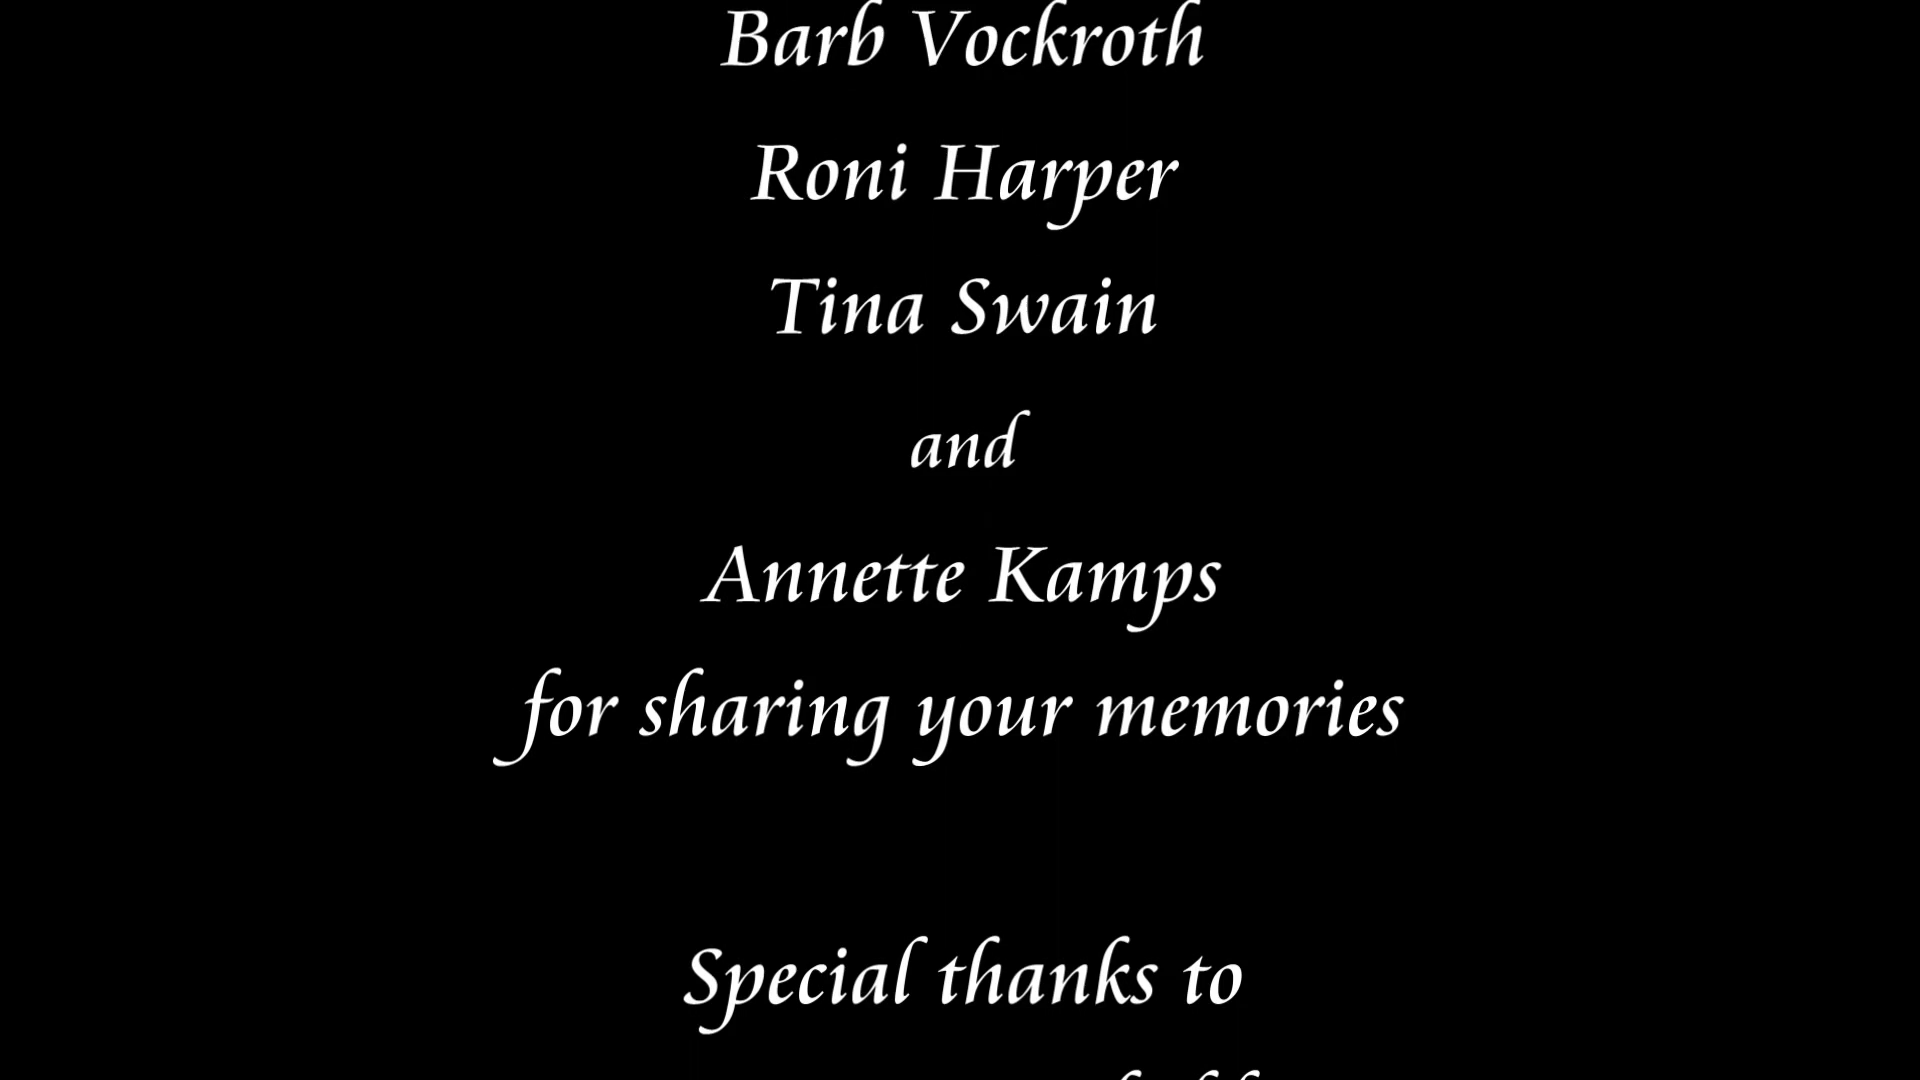 Barb Vockroth
Roni Harper
Tina Swain
and
Annette Kamps
for sharing your memories
Special thanks to